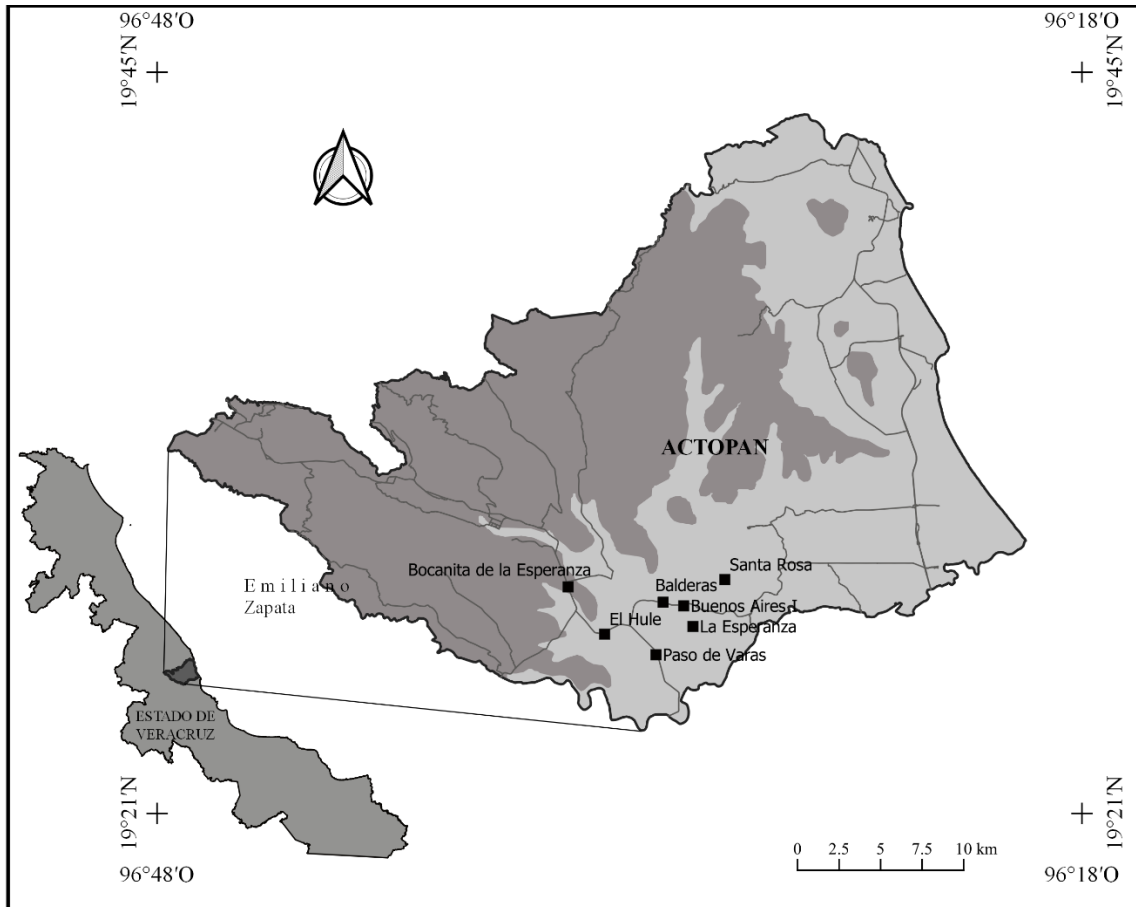 96°48′O
96°18′O
19°45′N
19°45′N
ACTOPAN
Bocanita de la Esperanza
Santa Rosa
Balderas
Buenos Aires I
El Hule
La Esperanza
Paso de Varas
Emiliano
Zapata
ESTADO DE
VERACRUZ
19°21′N
19°21′N
0 2.5 5 7.5 10 km
96°48′O
96°18′O